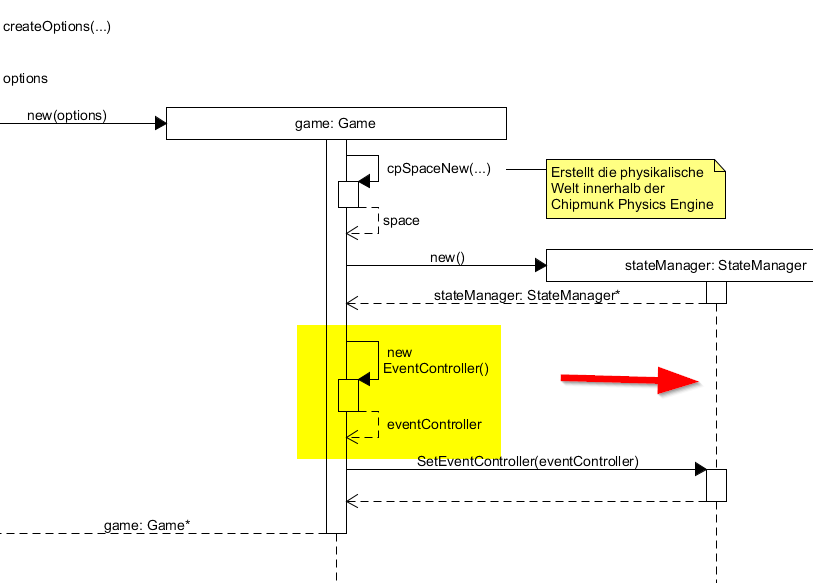 createOptions(...)
options
new(options)
game: Game
cpSpaceNew(...)
Erstellt die physikalische
Welt innerhalb der
Chipmunk Physics Engine
space
new()
stateManager: StateManager
stateManager: StateManager*
new
EventController()
eventController
SetEventController(eventController)
game: Game*